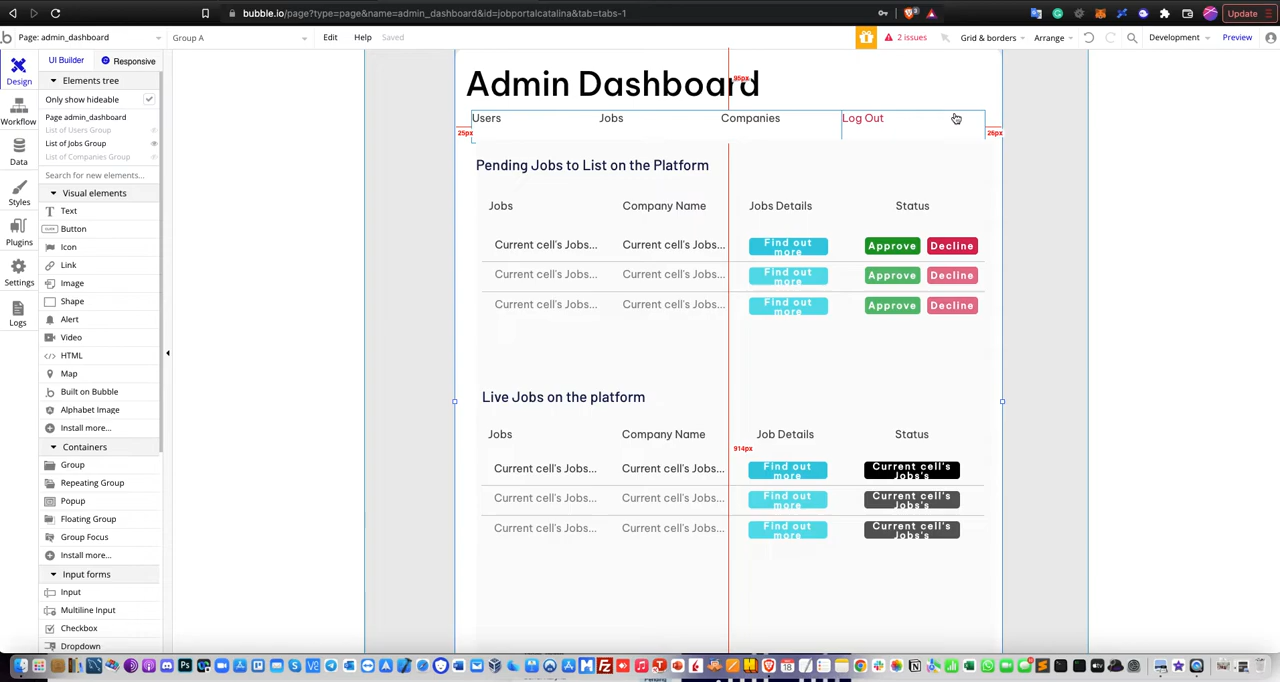 bubble.io/page?type=page&name=admin_dashboard&id=jobportalcatalina&tab=tabs-1
3
Update
Page: admin_dashboard
Group A
Edit
Help
Saved
2 issues
Grid & borders
Arrange
Development
Preview
Design
Workflow
Data
Styles
Plugins
Settings
Logs
UI Builder
Responsive
Elements tree
Only show hideable
Page admin_dashboard
List of Users Group
List of Jobs Group
List of Companies Group
Search for new elements...
Visual elements
Text
Button
Icon
Link
Image
Shape
Alert
Video
HTML
Map
Built on Bubble
Alphabet Image
Install more...
Containers
Group
Repeating Group
Popup
Floating Group
Group Focus
Install more...
Input forms
Input
Multiline Input
Checkbox
Dropdown
Admin Dashboard
95px
Users Jobs Companies Log Out
25px
26px
Pending Jobs to List on the Platform
Jobs Company Name Jobs Details Status
Current cell's Jobs... Current cell's Jobs... Find out more Approve Decline
Current cell's Jobs... Current cell's Jobs... Find out more Approve Decline
Current cell's Jobs... Current cell's Jobs... Find out more Approve Decline
Live Jobs on the platform
Jobs Company Name Job Details Status
914px
Current cell's Jobs... Current cell's Jobs... Find out more Current cell's Jobs's
Current cell's Jobs... Current cell's Jobs... Find out more Current cell's Jobs's
Current cell's Jobs... Current cell's Jobs... Find out more Current cell's Jobs's